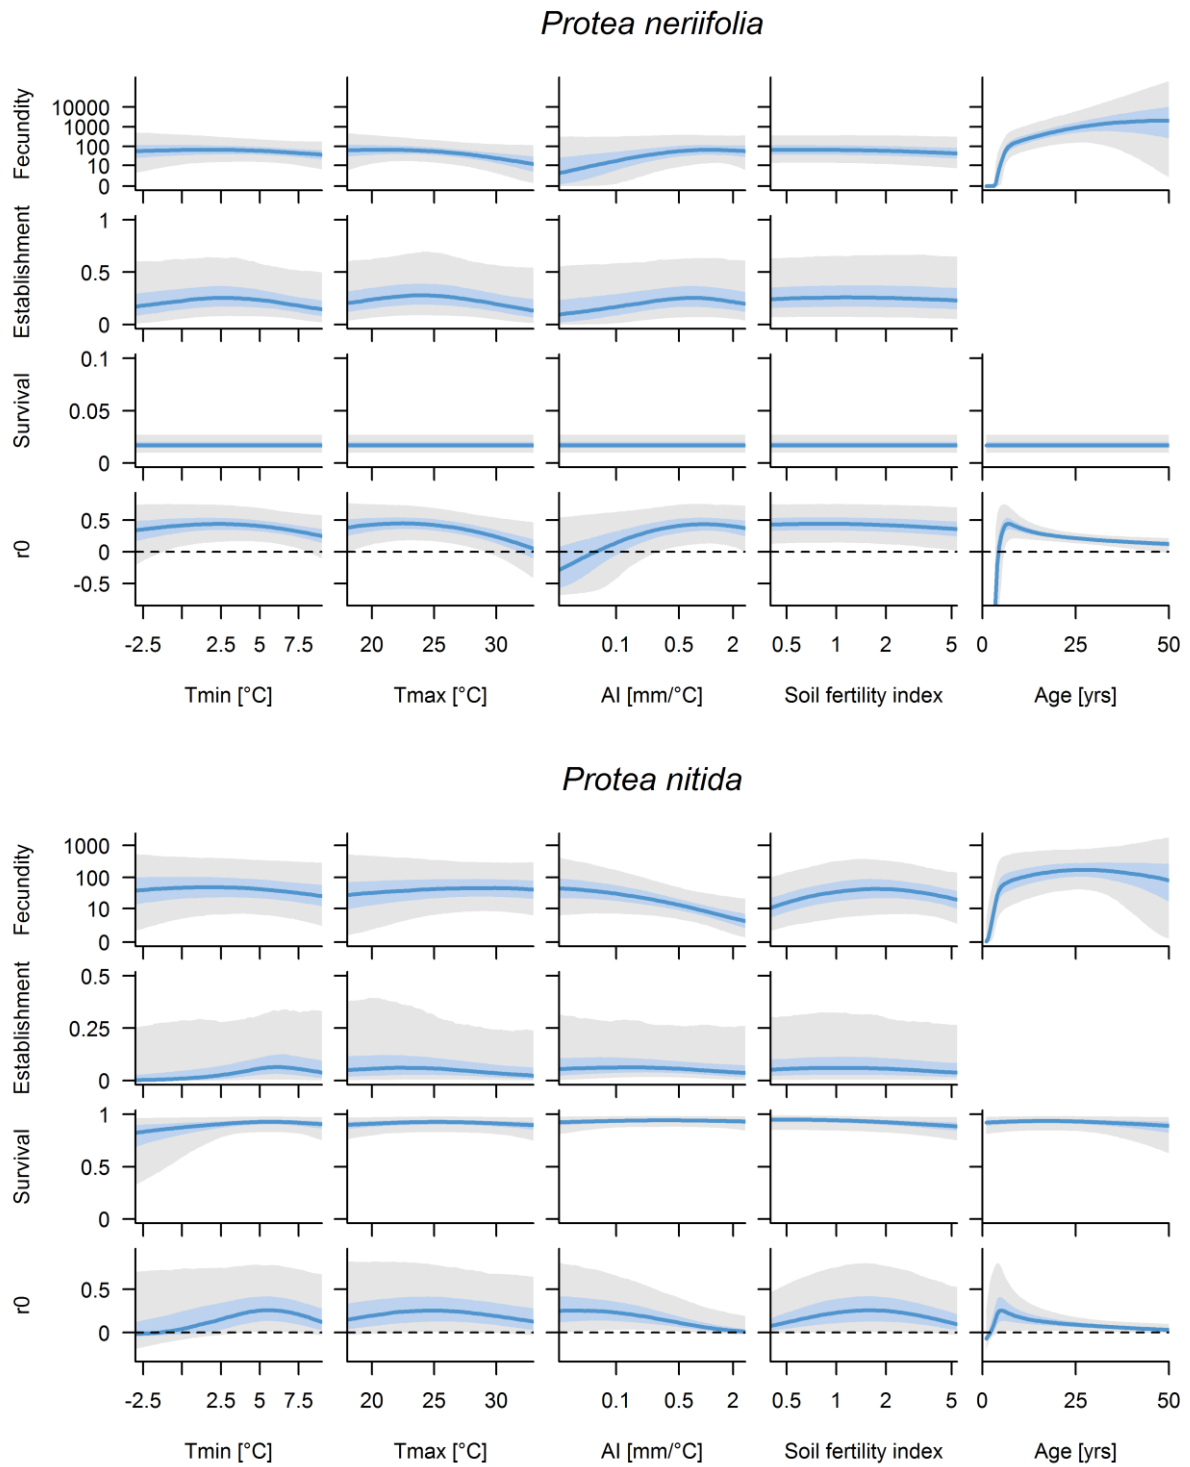 Protea neriifolia
Fecundity
10000
1000
100
10
0
Establishment
1
0.5
0
Survival
0.1
0.05
0
r0
0.5
0
-0.5
-2.5 2.5 5 7.5 20 25 30 0.1 0.5 2 0.5 1 2 5 0 25 50
Tmin [°C] Tmax [°C] AI [mm/°C] Soil fertility index Age [yrs]
Protea nitida
Fecundity
1000
100
10
0
Establishment
0.5
0.25
0
Survival
1
0.5
0
r0
0.5
0
-2.5 2.5 5 7.5 20 25 30 0.1 0.5 2 0.5 1 2 5 0 25 50
Tmin [°C] Tmax [°C] AI [mm/°C] Soil fertility index Age [yrs]